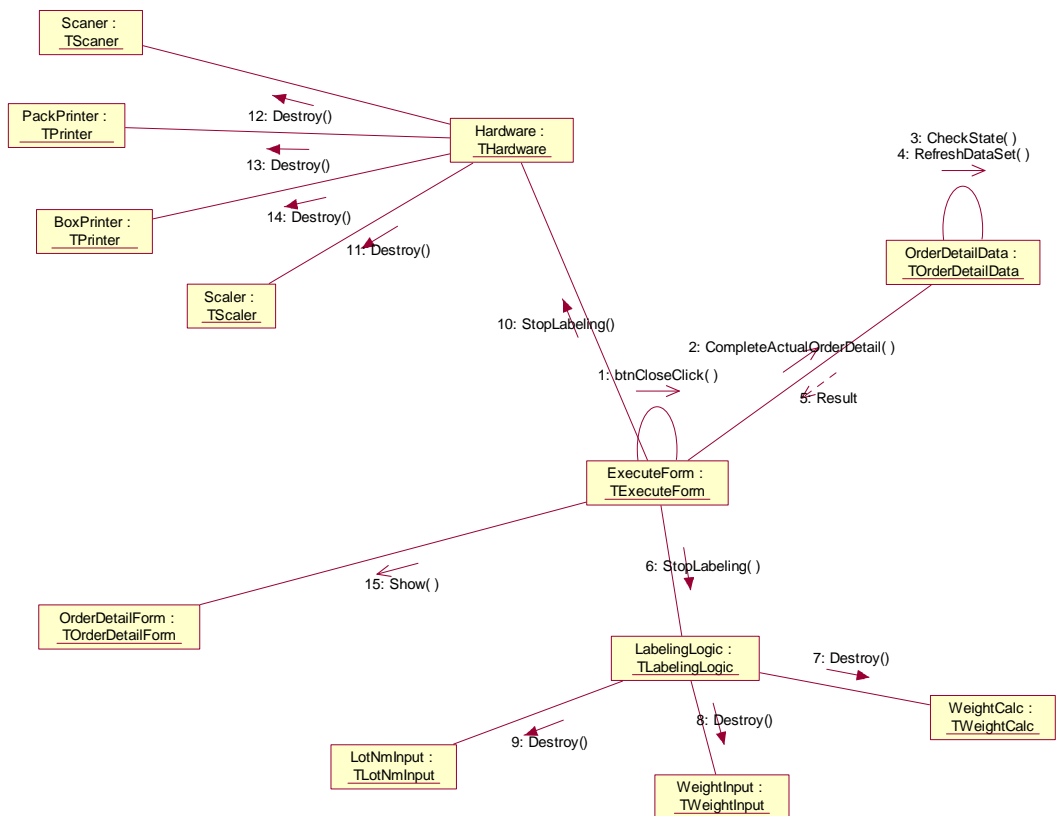 Scaner :
TScaner
12: Destroy()
PackPrinter :
TPrinter
13: Destroy()
Hardware :
THardware
3: CheckState( )
4: RefreshDataSet( )
BoxPrinter :
TPrinter
14: Destroy()
11: Destroy()
OrderDetailData :
TOrderDetailData
Scaler :
TScaler
10: StopLabeling()
2: CompleteActualOrderDetail( )
1: btnCloseClick( )
5: Result
ExecuteForm :
TExecuteForm
6: StopLabeling( )
15: Show( )
OrderDetailForm :
TOrderDetailForm
LabelingLogic :
TLabelingLogic
7: Destroy()
WeightCalc :
TWeightCalc
8: Destroy()
9: Destroy()
LotNmInput :
TLotNmInput
WeightInput :
TWeightInput